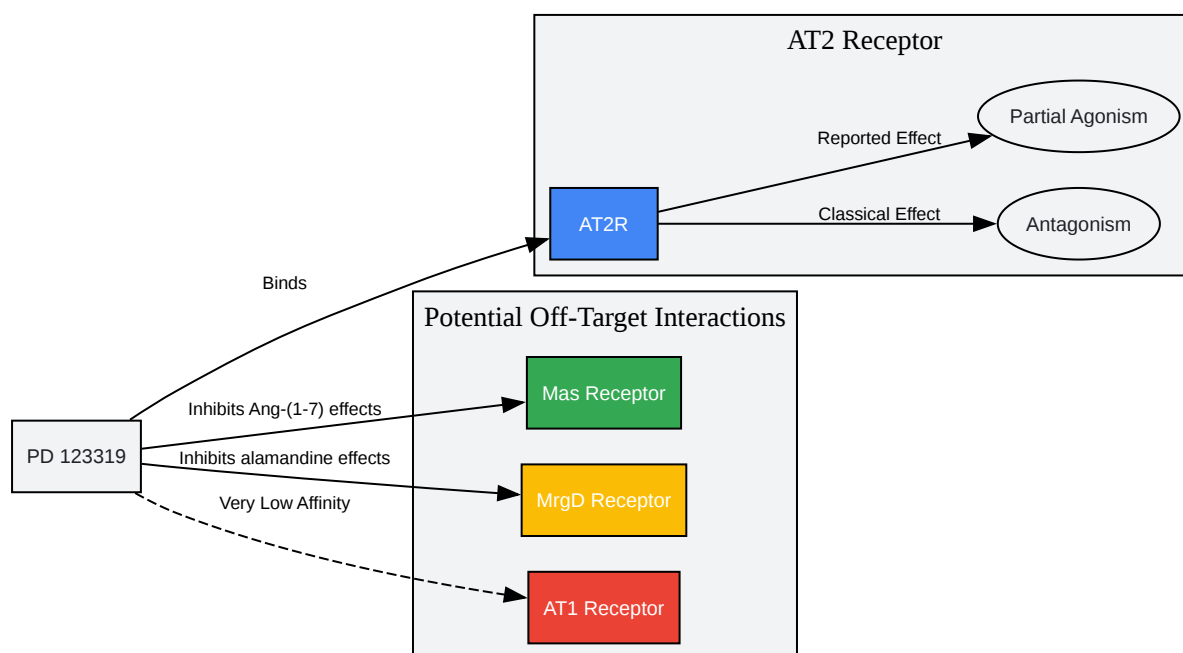 AT2 Receptor
Partial Agonism
Reported Effect
AT2R
Classical Effect
Antagonism
Binds
Potential Off-Target Interactions
Mas Receptor
Inhibits Ang-(1-7) effects
PD 123319
Inhibits alamandine effects
MrgD Receptor
Very Low Affinity
AT1 Receptor